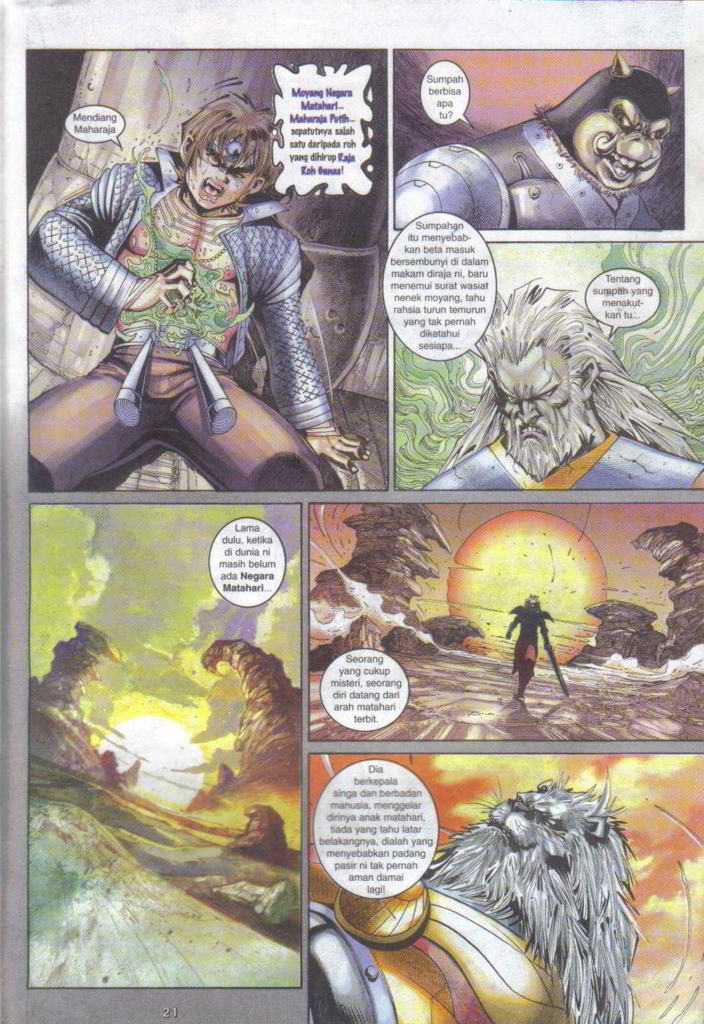 Mendiang
Maharaja
Moyang Negara
Matahari...
Maharaja Putih...
sepatutnya salah
satu daripada roh
yang dihirup Raja
Roh Ganas!
Sumpah
berbisa
apa
tu?
Sumpahan
itu menyebab-
kan beta masuk
bersembunyi di dalam
makam diraja ni, baru
menemui surat wasiat
nenek moyang, tahu
rahsia turun temurun
yang tak pernah
diketahui
sesiapa...
Tentang
sumpah yang
menakut-
kan tu...
Lama
dulu, ketika
di dunia ni
masih belum
ada Negara
Matahari...
Seorang
yang cukup
misteri, seorang
diri datang dari
arah matahari
terbit.
Dia
berkepala
singa dan berbadan
manusia, menggelar
dirinya anak matahari,
tiada yang tahu latar
belakangnya, dialah yang
menyebabkan padang
pasir ni tak pernah
aman damai
lagi!
21